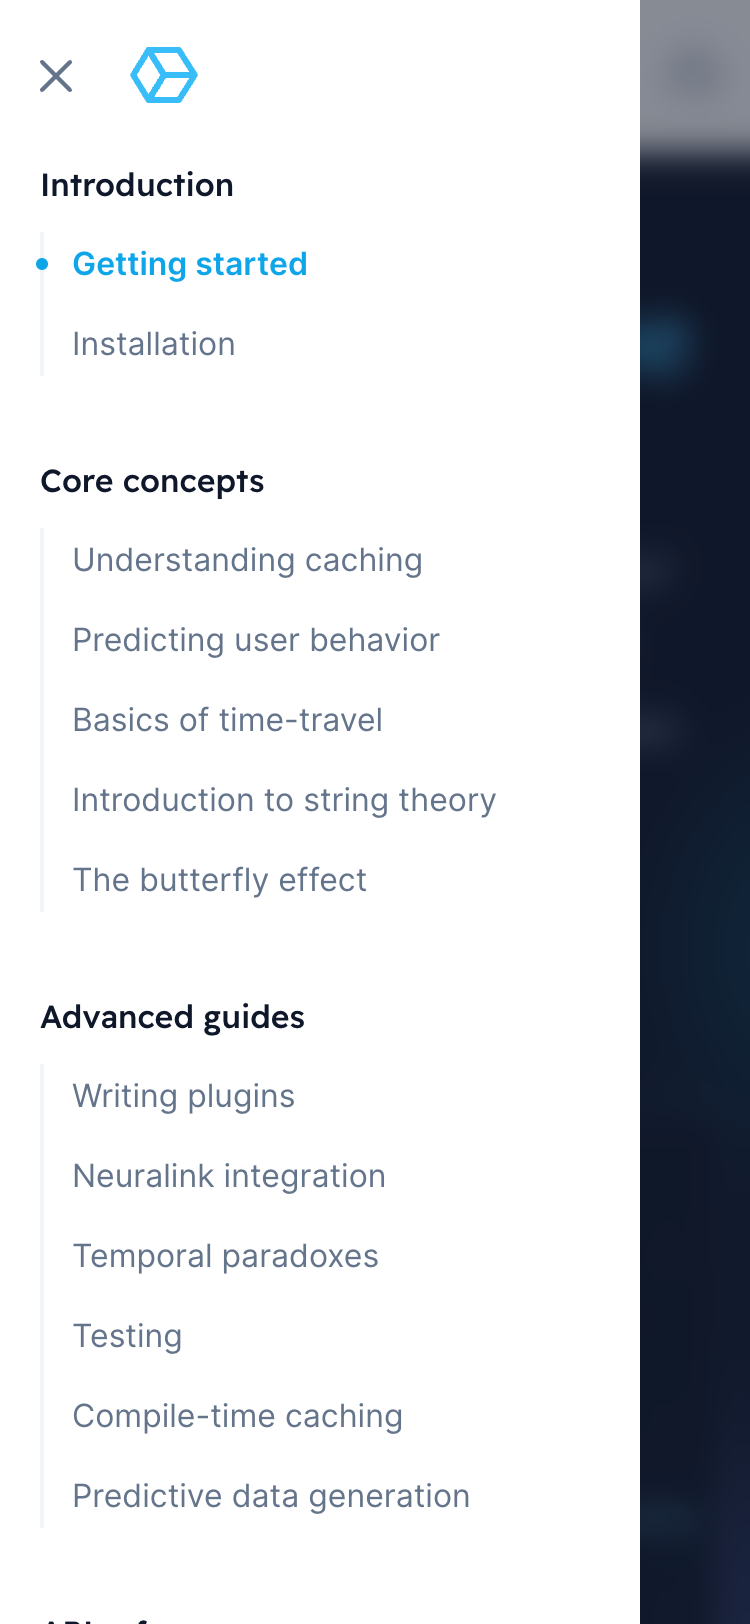 Introduction
Getting started
Installation
Core concepts
Understanding caching
Predicting user behavior
Basics of time-travel
Introduction to string theory
The butterfly effect
Advanced guides
Writing plugins
Neuralink integration
Temporal paradoxes
Testing
Compile-time caching
Predictive data generation